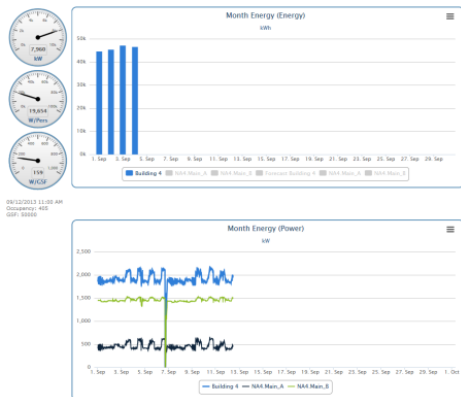 Month Energy (Energy)
kWh
50k
40k
30k
20k
10k
0k
1. Sep 3. Sep 5. Sep 7. Sep 9. Sep 11. Sep 13. Sep 15. Sep 17. Sep 19. Sep 21. Sep 23. Sep 25. Sep 27. Sep 29. Sep
Building 4 NA4 Main_A NA4 Main_B Forecast Building 4 NA4 Main_A NA4 Main_B
7,960
kW
19,654
W/Pers
159
W/GSF
09/12/2013 11:00 AM
Occupancy: 405
GSF: 50000
Month Energy (Power)
kW
2,500
2,000
1,500
1,000
500
0
1. Sep 3. Sep 5. Sep 7. Sep 9. Sep 11. Sep 13. Sep 15. Sep 17. Sep 19. Sep 21. Sep 23. Sep 25. Sep 27. Sep 29. Sep 1. Oct
Building 4 NA4 Main_A NA4 Main_B